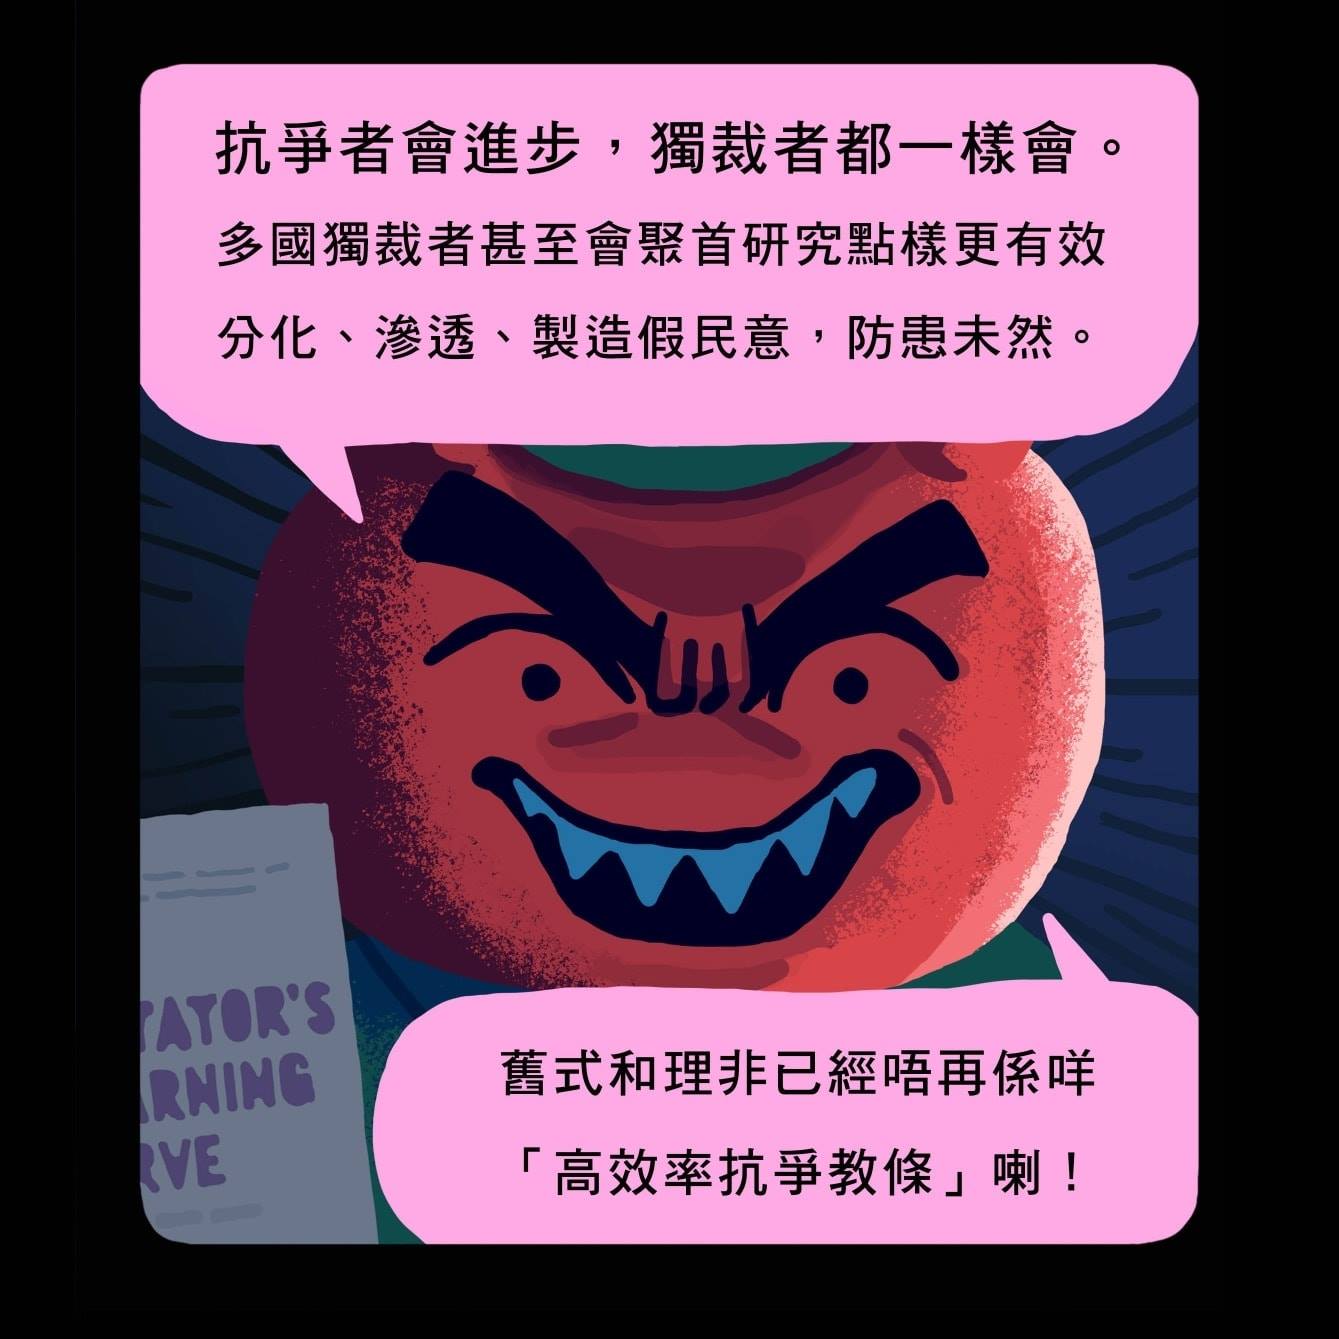 抗爭者會進步，獨裁者都一樣會。
多國獨裁者甚至會聚首研究點樣更有效
分化、滲透、製造假民意，防患未然。
TATOR'S
ARNING
RVE
舊式和理非已經唔再係咩
「高效率抗爭教條」喇！